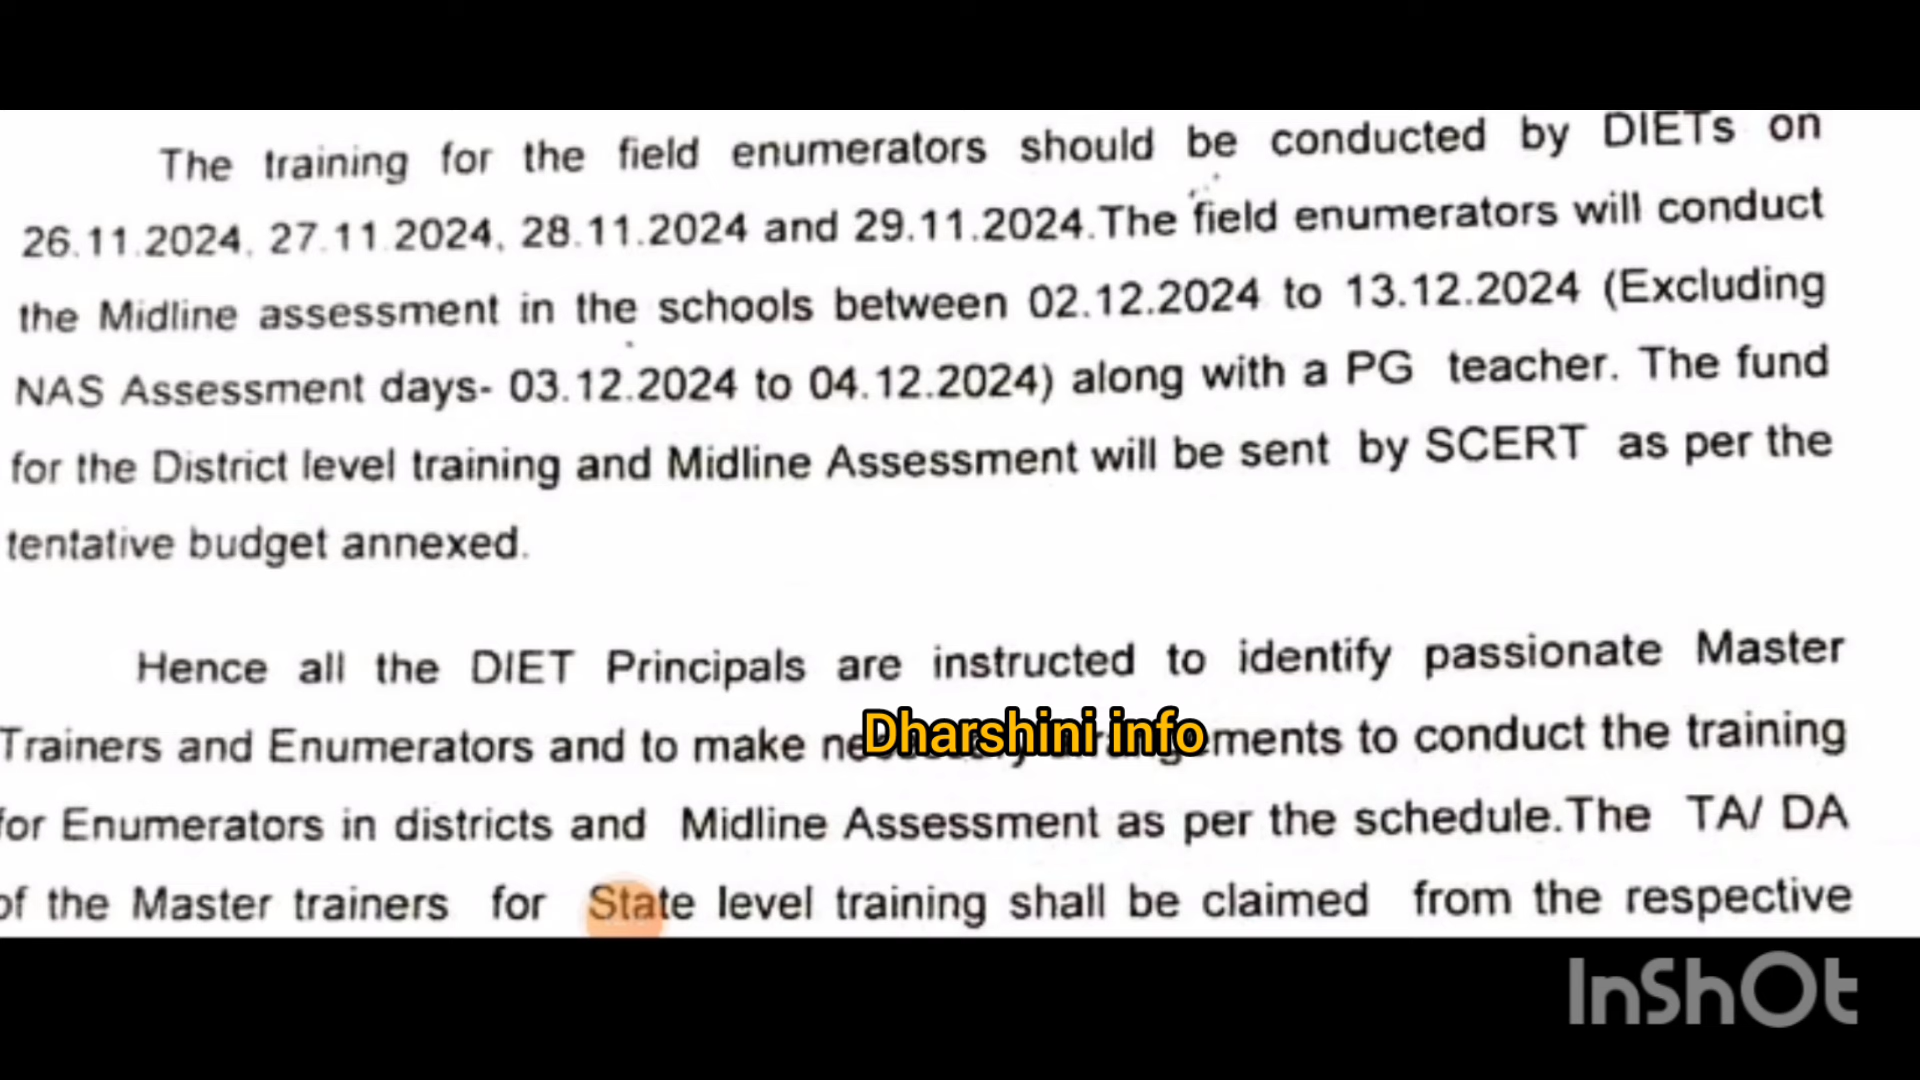 The training for the field enumerators should be conducted by DIETs on
26.11.2024, 27.11.2024, 28.11.2024 and 29.11.2024.The field enumerators will conduct
the Midline assessment in the schools between 02.12.2024 to 13.12.2024 (Excluding
NAS Assessment days- 03.12.2024 to 04.12.2024) along with a PG teacher. The fund
for the District level training and Midline Assessment will be sent by SCERT as per the
tentative budget annexed.
Hence all the DIET Principals are instructed to identify passionate Master
Trainers and Enumerators and to make to conduct the training
Dharshini info
for Enumerators in districts and Midline Assessment as per the schedule.The TA/ DA
of the Master trainers for State level training shall be claimed from the respective
InShOt